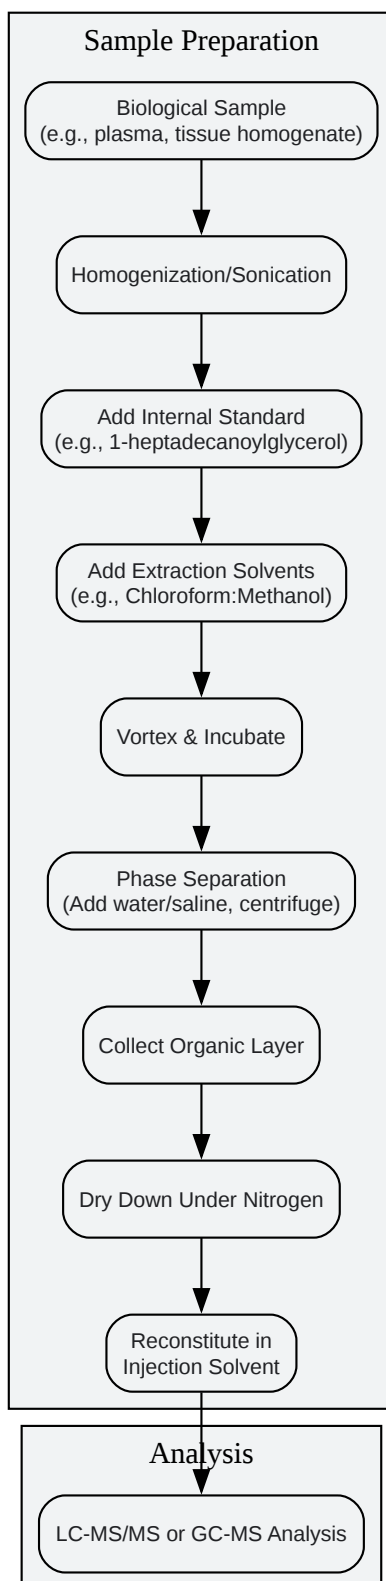 Sample Preparation
Biological Sample
(e.g., plasma, tissue homogenate)
Homogenization/Sonication
Add Internal Standard
(e.g., 1-heptadecanoylglycerol)
Add Extraction Solvents
(e.g., Chloroform:Methanol)
Vortex & Incubate
Phase Separation
(Add water/saline, centrifuge)
Collect Organic Layer
Dry Down Under Nitrogen
Reconstitute in
Injection Solvent
Analysis
LC-MS/MS or GC-MS Analysis